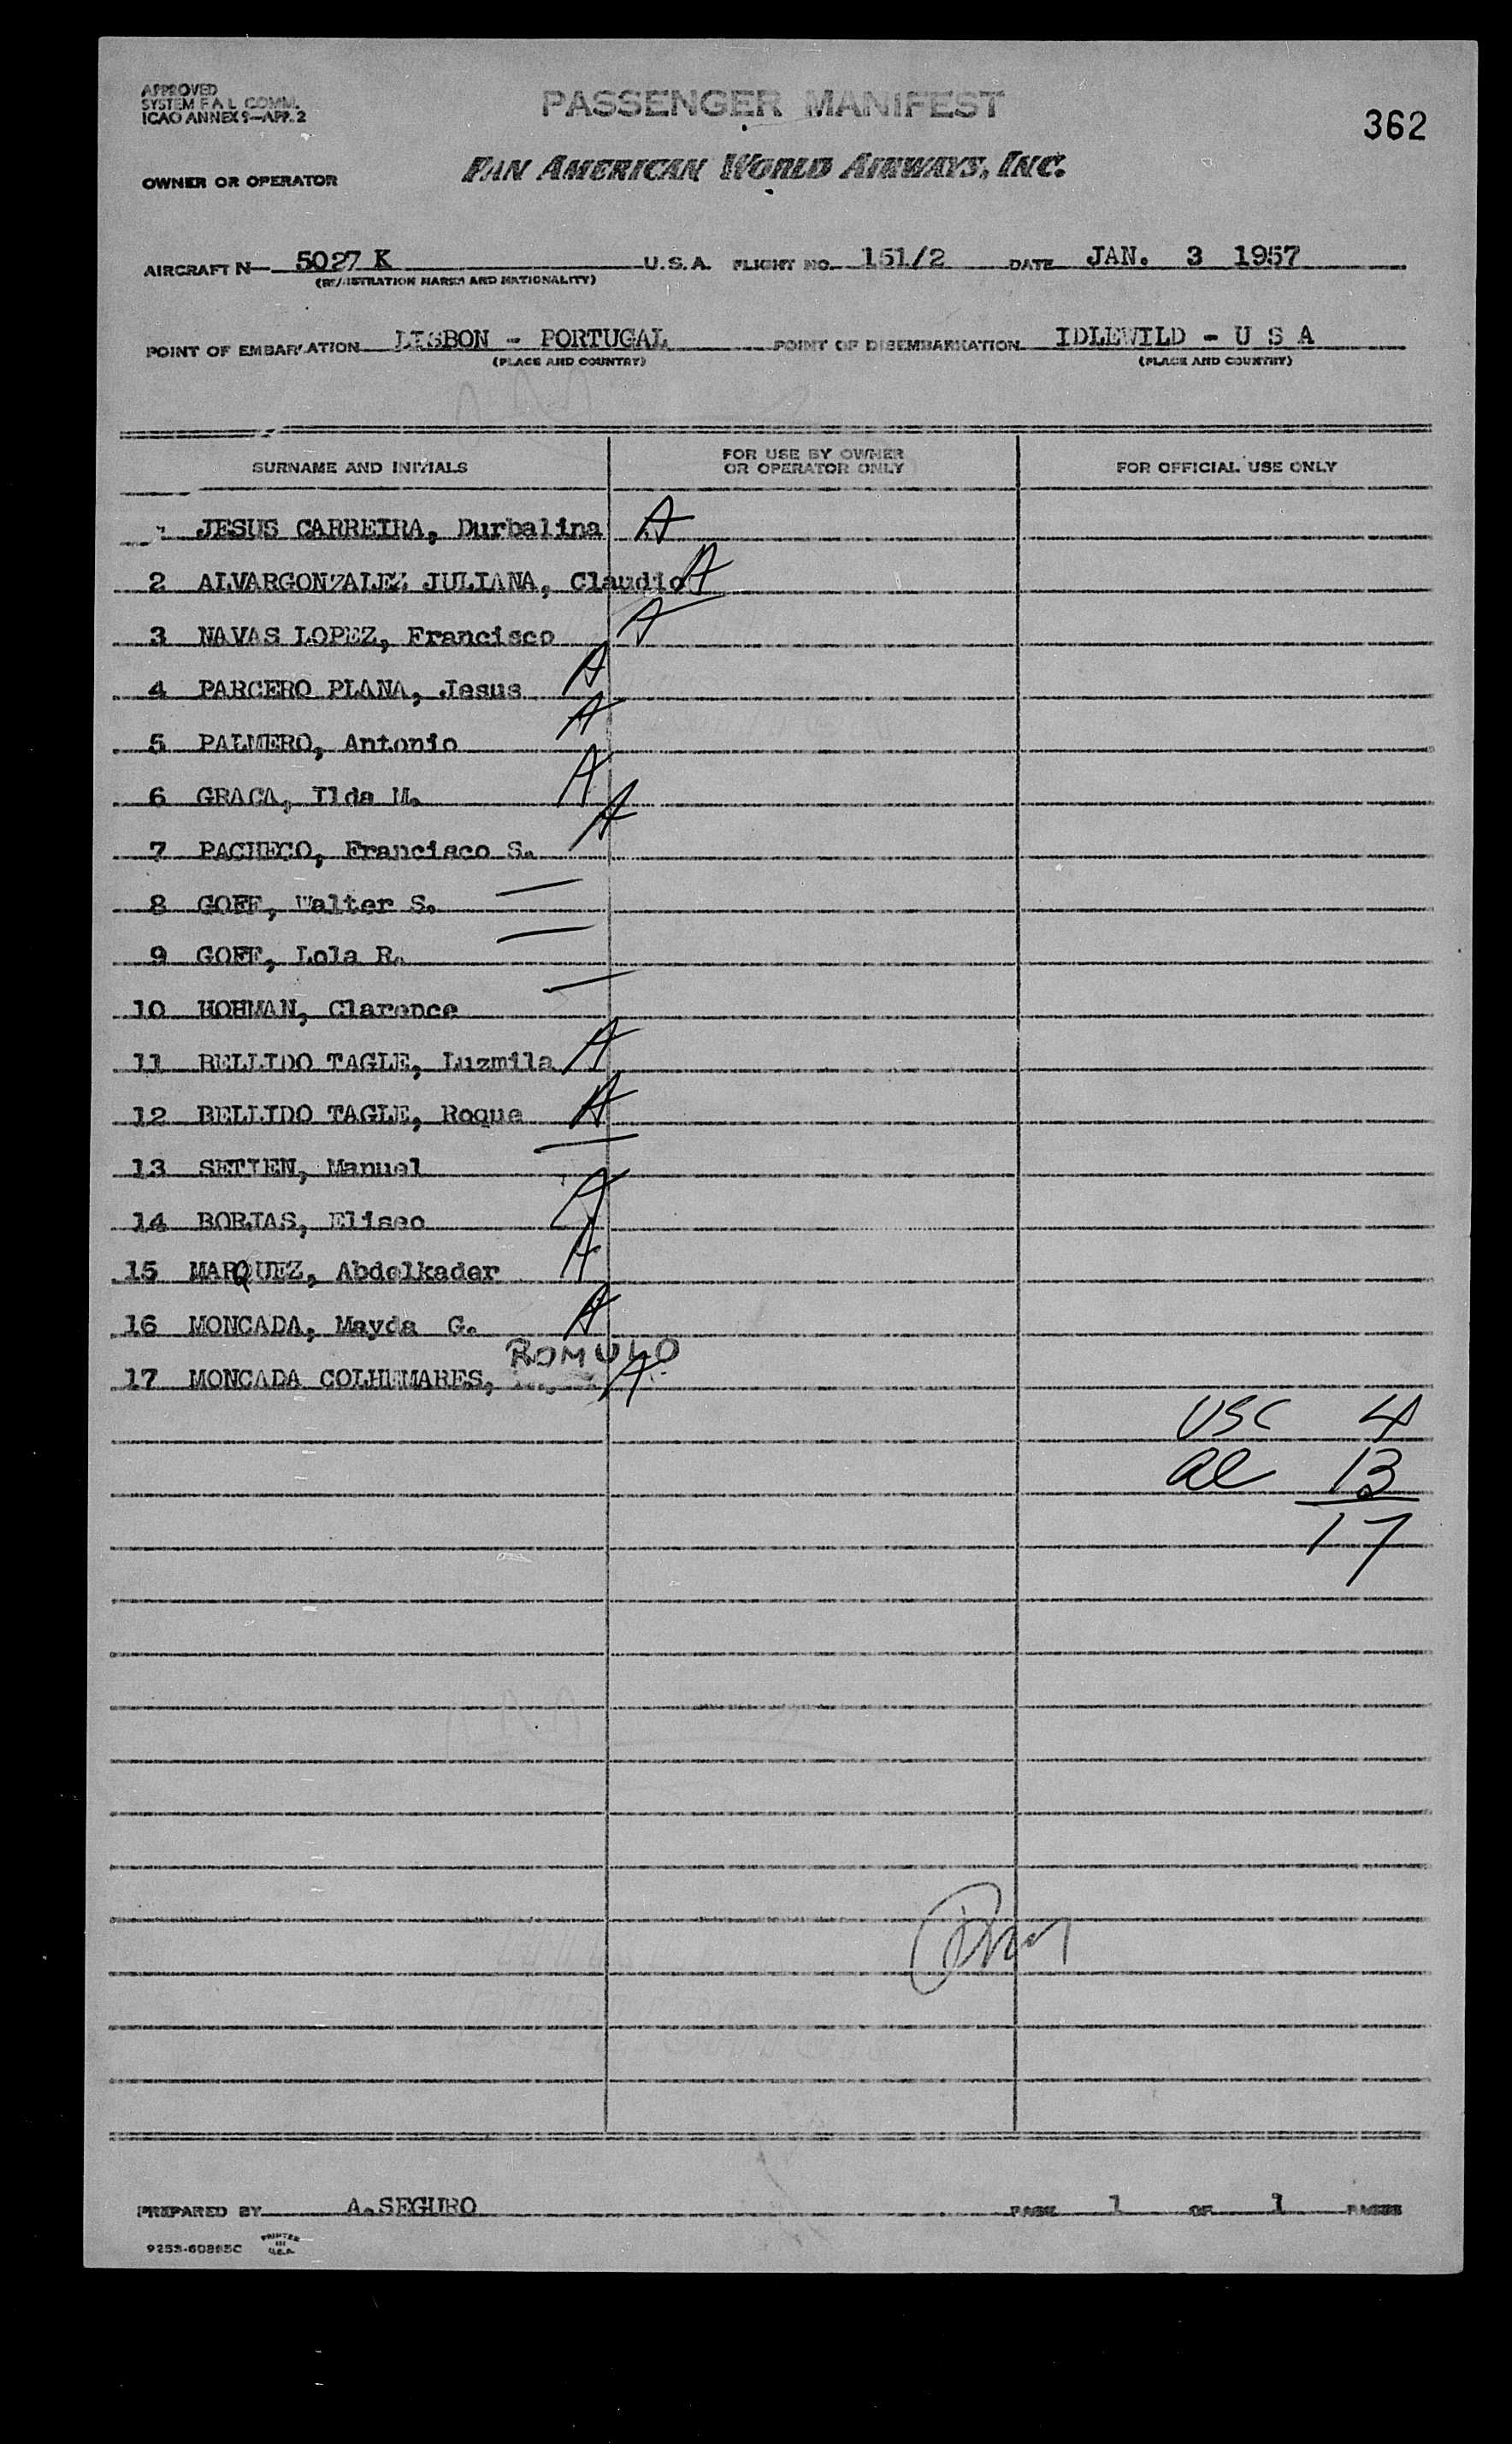 APPROVED
SYSTEM F A L COMM.
ICAO ANNEX 9—APP. 2
PASSENGER MANIFEST
362
OWNER OR OPERATOR
PAN AMERICAN WORLD AIRWAYS, INC.
AIRCRAFT N— 5027 K U.S.A. FLIGHT NO. 151/2 DATE JAN. 3 1957
(REGISTRATION MARKS AND NATIONALITY)
POINT OF EMBARKATION LISBON - PORTUGAL POINT OF DISEMBARKATION IDLEWILD - U S A
(PLACE AND COUNTRY) (PLACE AND COUNTRY)
SURNAME AND INITIALS FOR USE BY OWNER OR OPERATOR ONLY FOR OFFICIAL USE ONLY
JESUS CARREIRA, Durbalina A
2 ALVARGONZALEZ JULIANA, Claudio A
3 NAVAS LOPEZ, Francisco A
4 PARCERO PLANA, Jesus A
5 PALMERO, Antonio A
6 GRACA, Ilda M. A
7 PACHECO, Francisco S. A
8 GOFF, Walter S. —
9 GOFF, Lola R. —
10 HOHMAN, Clarence —
11 BELLIDO TAGLE, Luzmila A
12 BELLIDO TAGLE, Roque A
13 SETIEN, Manuel —
14 BORJAS, Eliseo A
15 MARQUEZ, Abdelkader A
16 MONCADA, Mayda G. A
ROMULO
17 MONCADA COLHEMARES, A
USC 4
al 13
17
PREPARED BY A.SEGURO PAGE 1 OF 1 PAGES
9253-60865C PRINTED IN U.S.A.